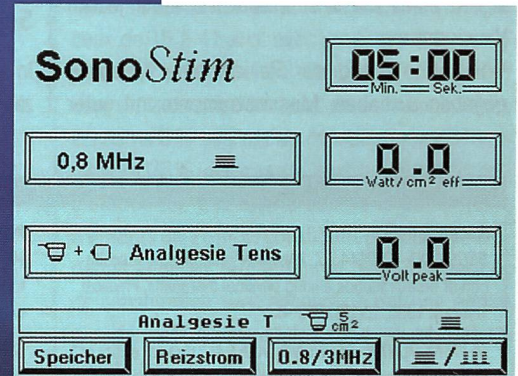 SonoStim
05:00
Min. Sek.
0,8 MHz
0.0
Watt/cm² eff
+ Analgesie Tens
0.0
Volt peak
Analgesie T 5 cm²
Speicher
Reizstrom
0.8/3MHz
/